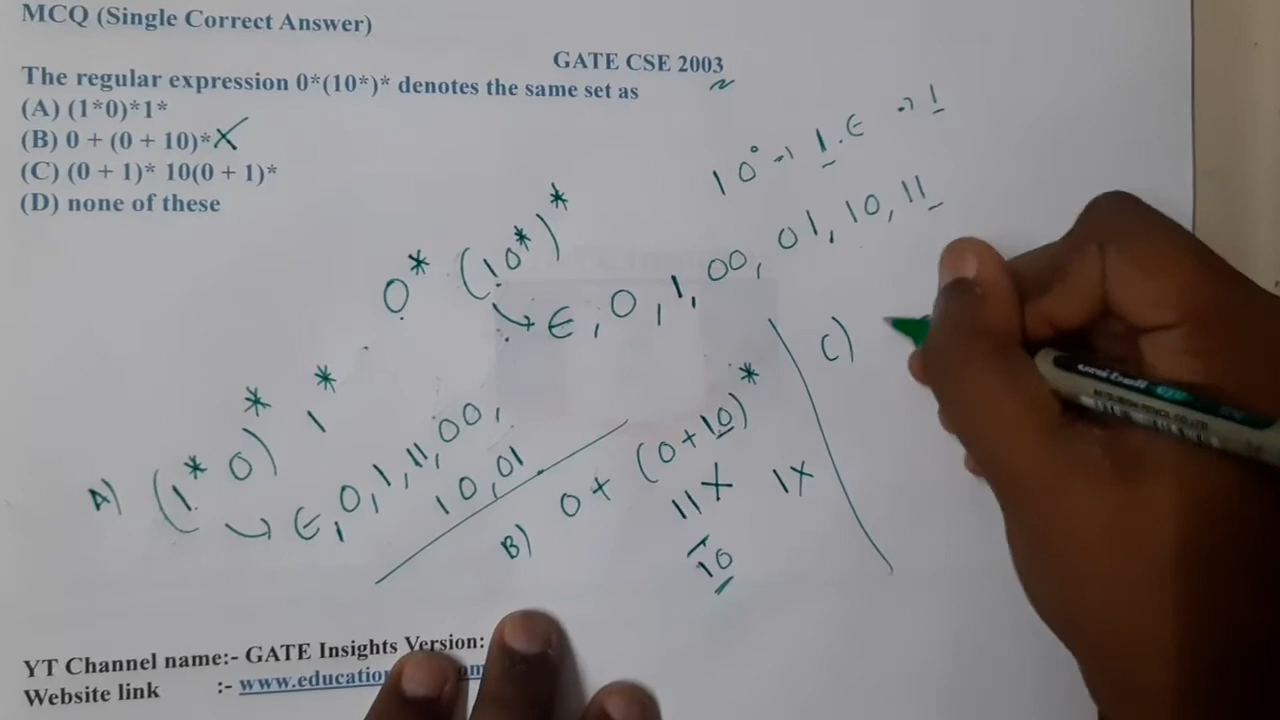 MCQ (Single Correct Answer)
GATE CSE 2003
The regular expression 0*(10*)* denotes the same set as
(A) (1*0)*1*
(B) 0 + (0 + 10)* X
(C) (0 + 1)* 10(0 + 1)*
(D) none of these
10° → 1.ϵ → 1
0* (10*)*
→ ϵ, 0, 1, 00, 01, 10, 11
A) (1* 0)* 1*
→ ϵ, 0, 1, 11, 00,
10, 01
B) 0 + (0+10)*
11 X 1X
10
C)
YT Channel name:- GATE Insights Version:
Website link :- www.education